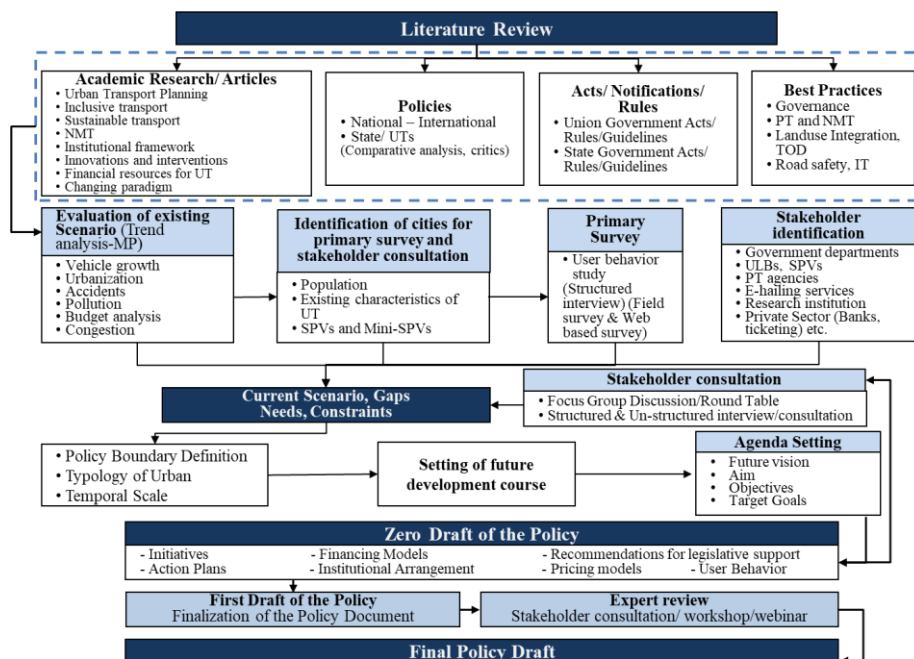 Literature Review
Academic Research/ Articles
• Urban Transport Planning
• Inclusive transport
• Sustainable transport
• NMT
• Institutional framework
• Innovations and interventions
• Financial resources for UT
• Changing paradigm
Policies
• National – International
• State/ UTs
(Comparative analysis, critics)
Acts/ Notifications/
Rules
• Union Government Acts/
Rules/Guidelines
• State Government Acts/
Rules/Guidelines
Best Practices
• Governance
• PT and NMT
• Landuse Integration,
TOD
• Road safety, IT
Evaluation of existing
Scenario (Trend
analysis-MP)
• Vehicle growth
• Urbanization
• Accidents
• Pollution
• Budget analysis
• Congestion
Identification of cities for
primary survey and
stakeholder consultation
• Population
• Existing characteristics of
UT
• SPVs and Mini-SPVs
Primary
Survey
• User behavior
study
(Structured
interview) (Field
survey & Web
based survey)
Stakeholder
identification
• Government departments
• ULBs, SPVs
• PT agencies
• E-hailing services
• Research institution
• Private Sector (Banks,
ticketing) etc.
Current Scenario, Gaps
Needs, Constraints
Stakeholder consultation
• Focus Group Discussion/Round Table
• Structured & Un-structured interview/consultation
• Policy Boundary Definition
• Typology of Urban
• Temporal Scale
Setting of future
development course
Agenda Setting
• Future vision
• Aim
• Objectives
• Target Goals
Zero Draft of the Policy
- Initiatives - Financing Models - Recommendations for legislative support
- Action Plans - Institutional Arrangement - Pricing models - User Behavior
First Draft of the Policy
Finalization of the Policy Document
Expert review
Stakeholder consultation/ workshop/webinar
Final Policy Draft